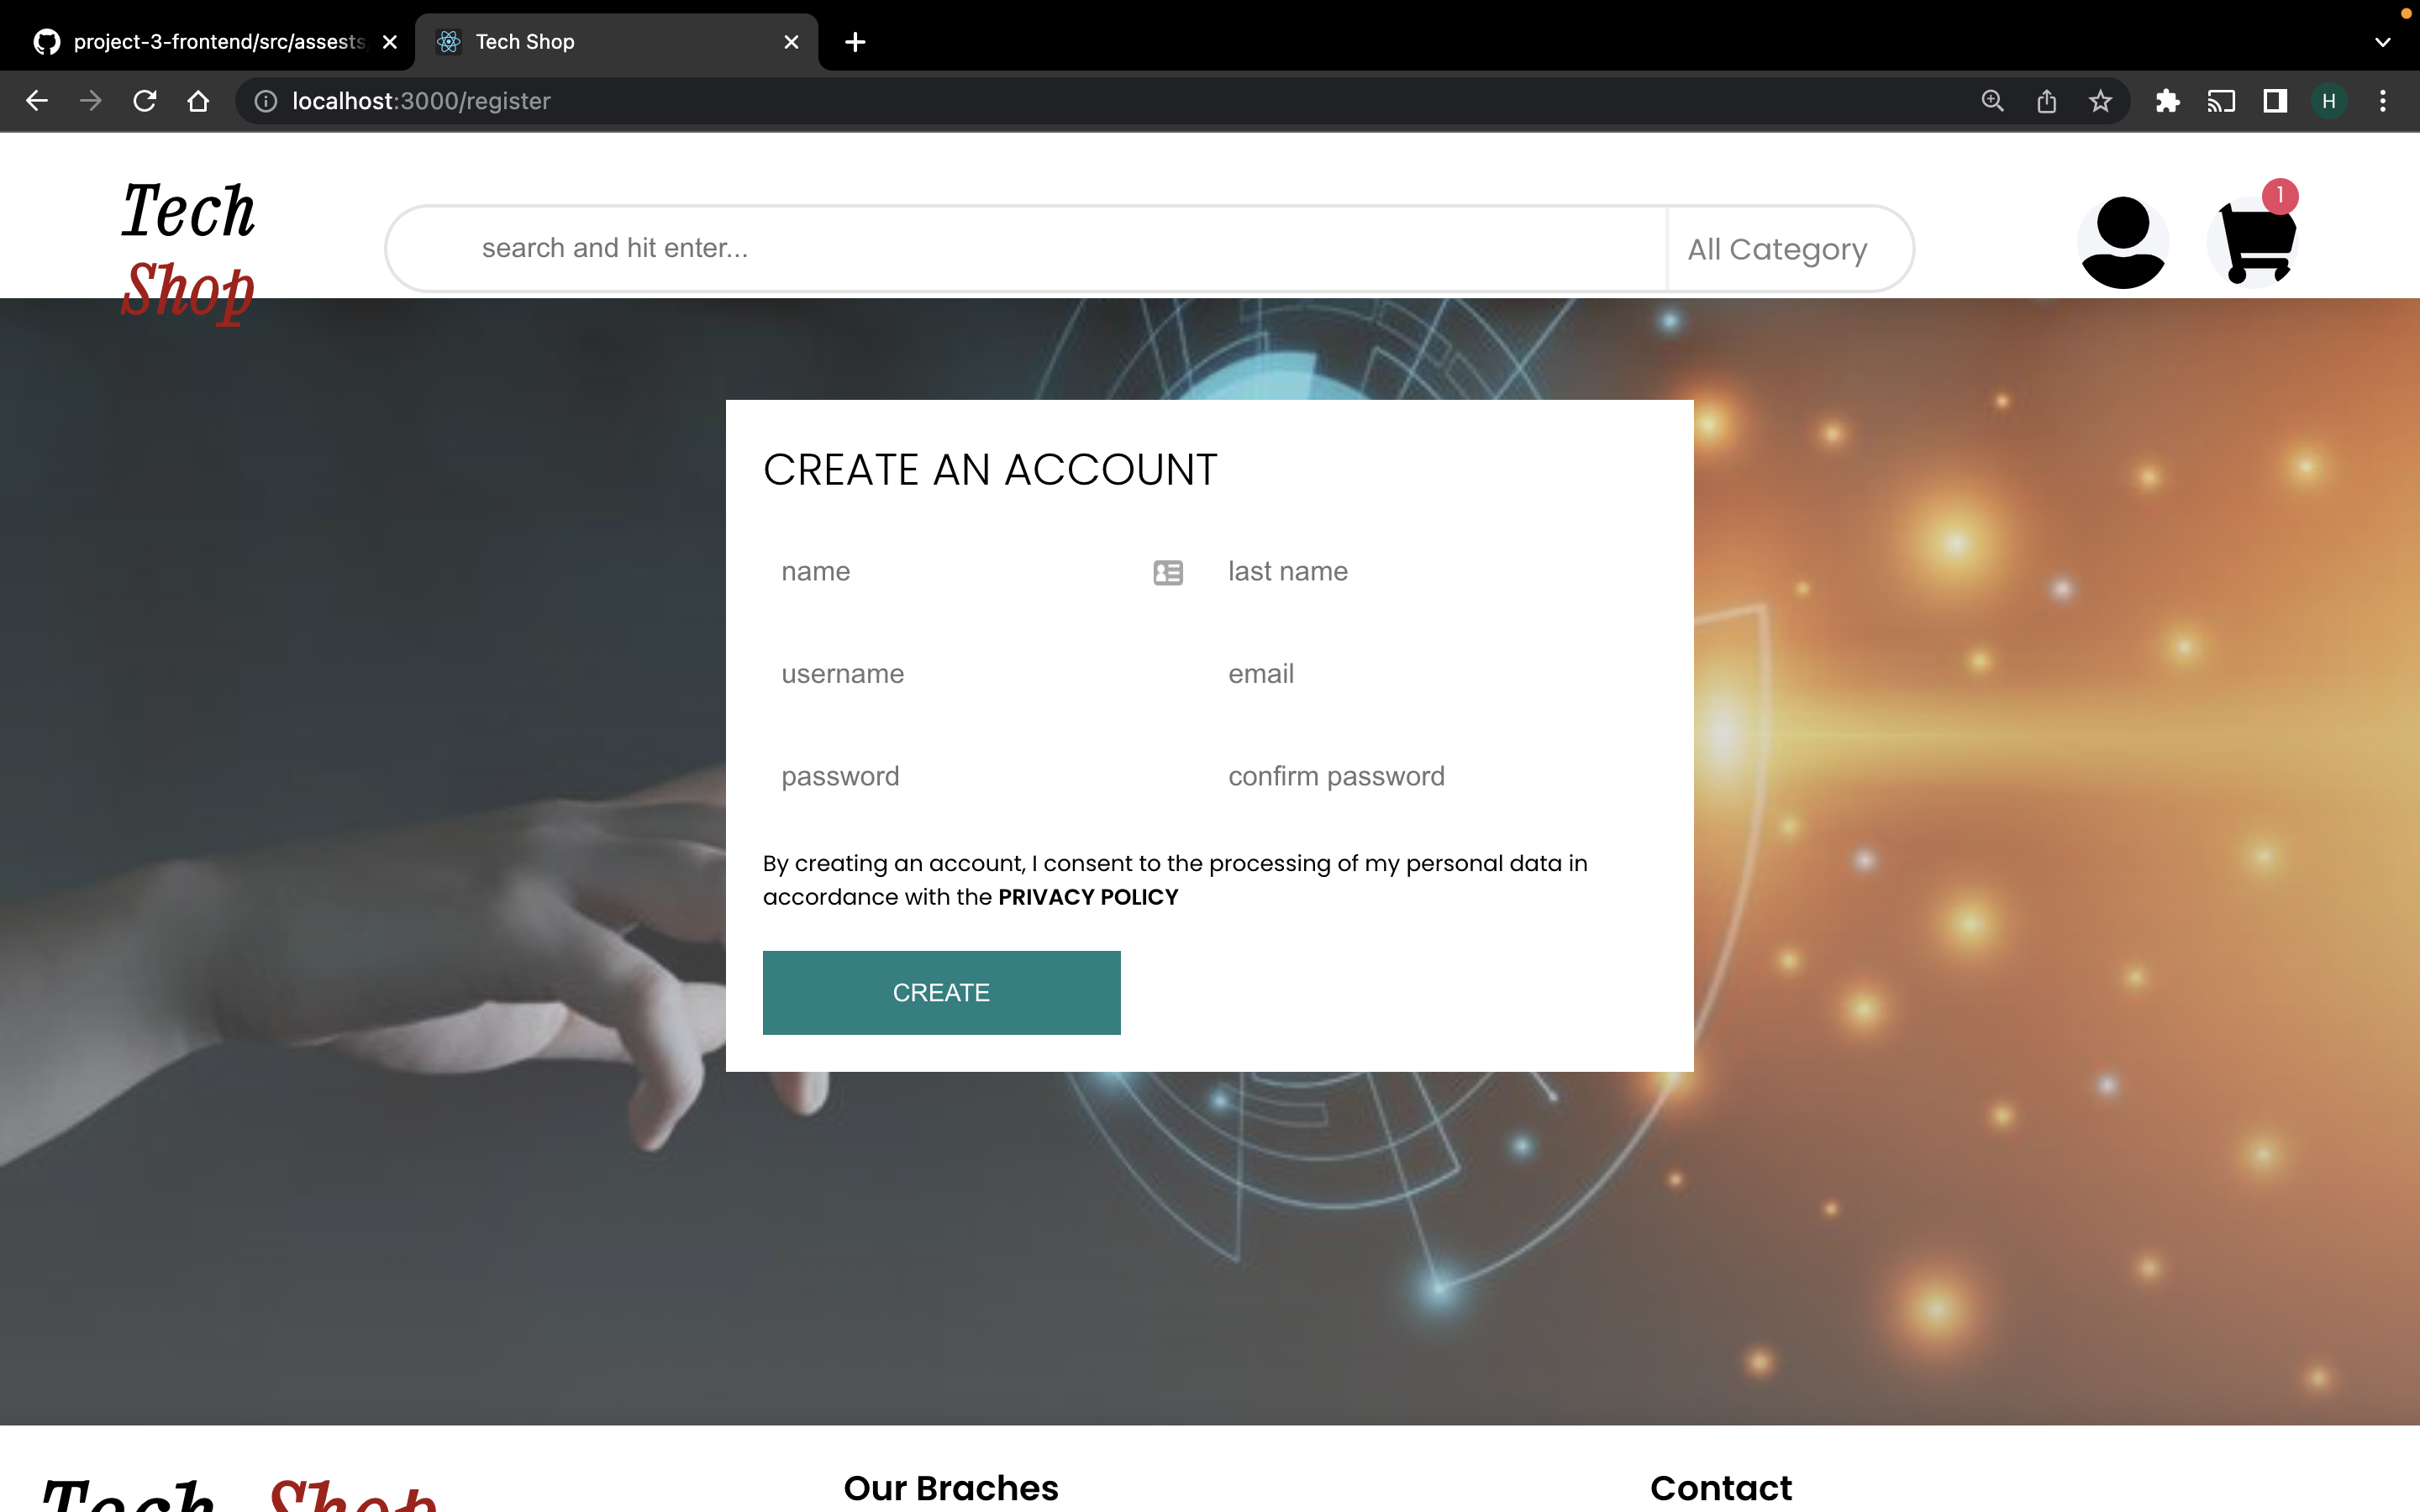 project-3-frontend/src/assests
Tech Shop
localhost:3000/register
H
Tech
Shop
search and hit enter...
All Category
1
CREATE AN ACCOUNT
name
last name
username
email
password
confirm password
By creating an account, I consent to the processing of my personal data in
accordance with the PRIVACY POLICY
CREATE
Tech Shop
Our Braches
Contact